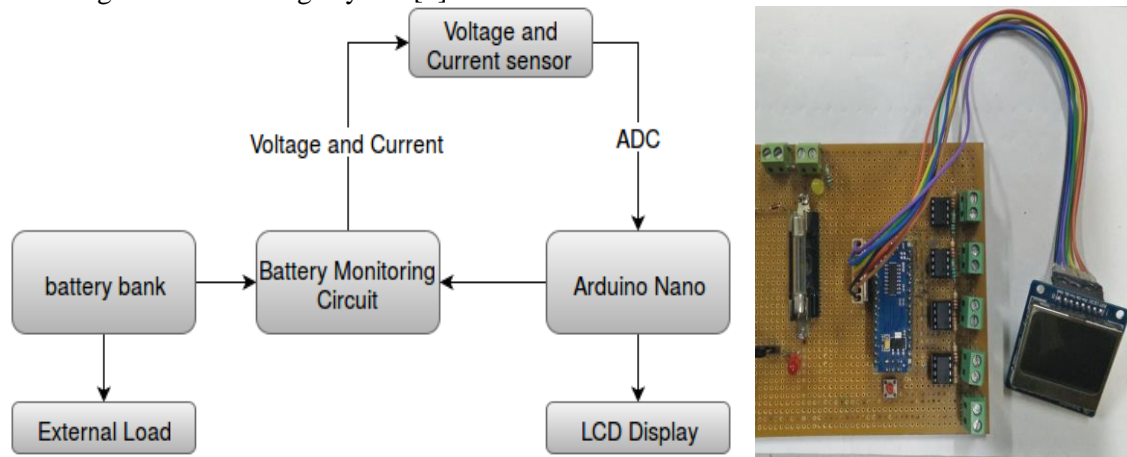 Voltage and
Current sensor
Voltage and Current
ADC
battery bank
Battery Monitoring
Circuit
Arduino Nano
External Load
LCD Display